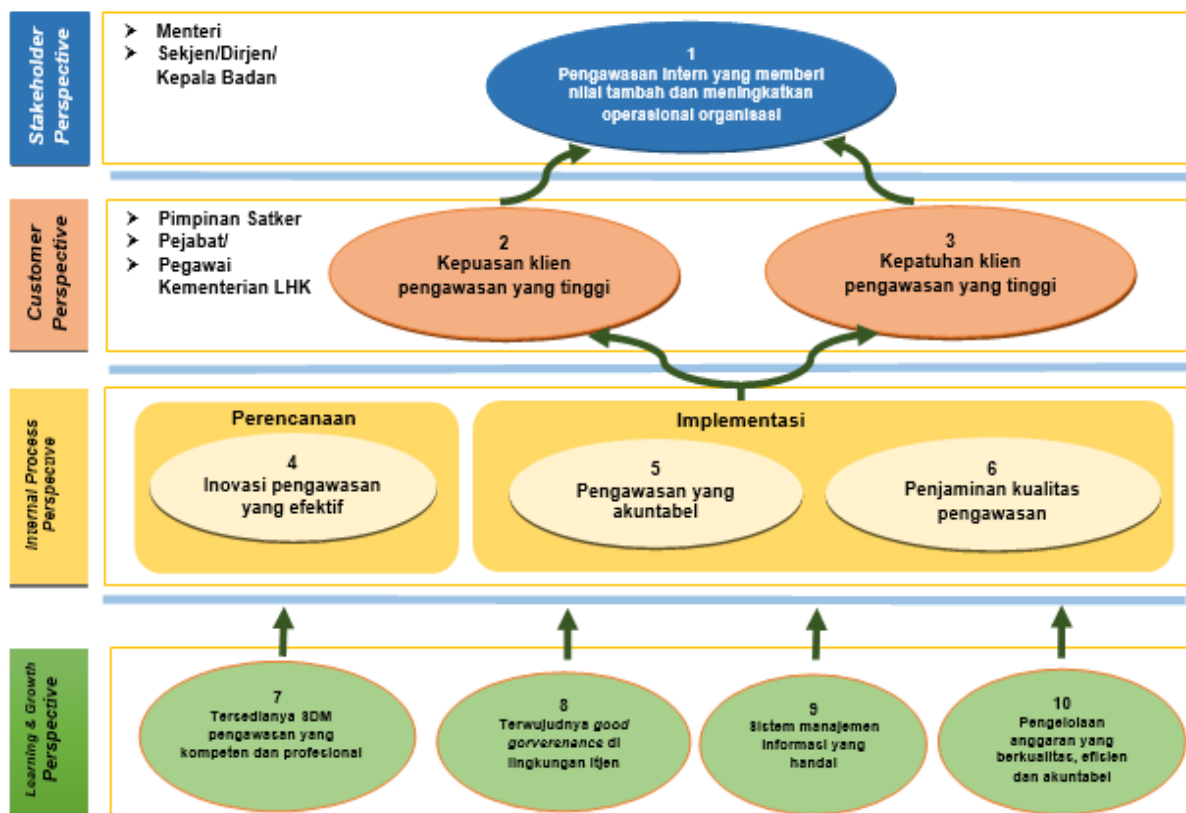 Stakeholder
Perspective
➤ Menteri
➤ Sekjen/Dirjen/
Kepala Badan
1
Pengawasan intern yang memberi
nilai tambah dan meningkatkan
operasional organisasi
Customer
Perspective
➤ Pimpinan Satker
➤ Pejabat/
➤ Pegawai
Kementerian LHK
2
Kepuasan klien
pengawasan yang tinggi
3
Kepatuhan klien
pengawasan yang tinggi
Internal Process
Perspective
Perencanaan
4
Inovasi pengawasan
yang efektif
Implementasi
5
Pengawasan yang
akuntabel
6
Penjaminan kualitas
pengawasan
Learning & Growth
Perspective
7
Tersedianya SDM
pengawasan yang
kompeten dan profesional
8
Terwujudnya good
gorverenance di
lingkungan Itjen
9
Sistem manajemen
informasi yang
handal
10
Pengelolaan
anggaran yang
berkualitas, efisien
dan akuntabel